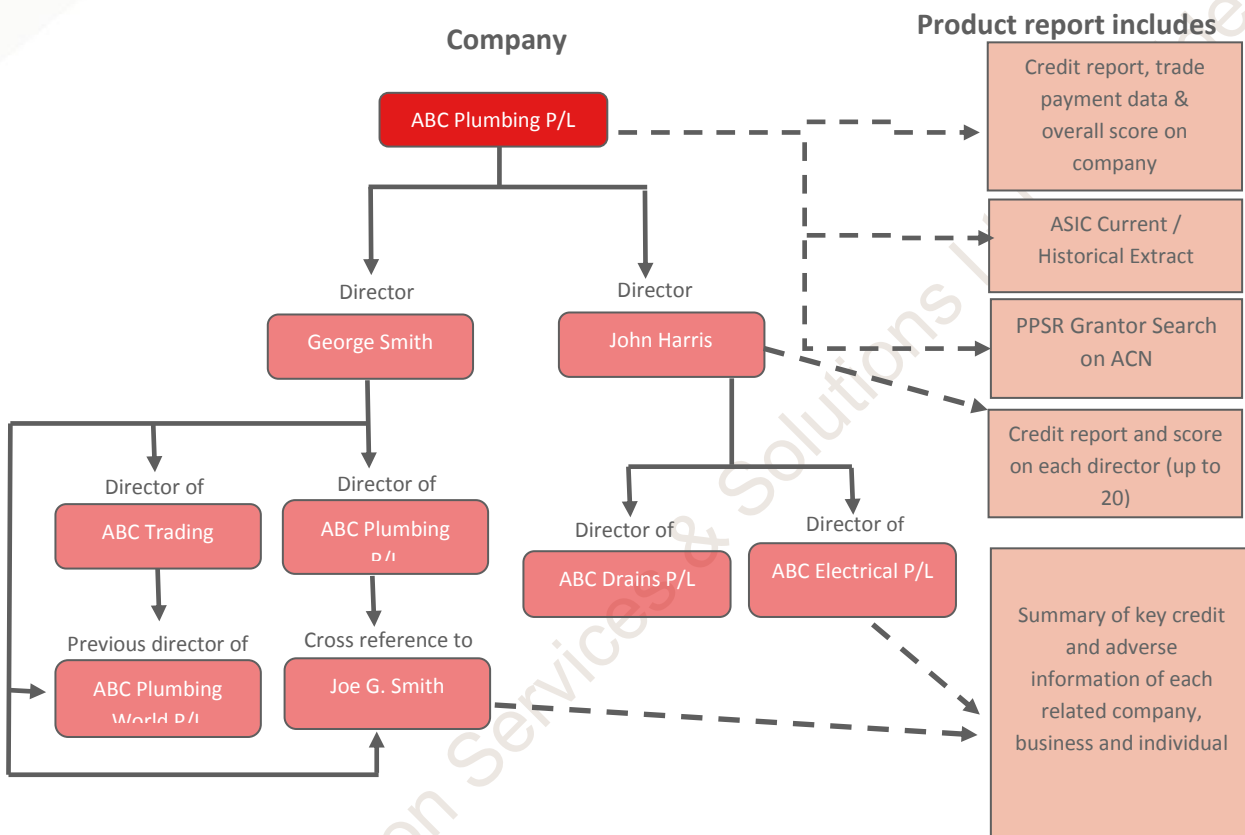 Company
Product report includes
ABC Plumbing P/L
Credit report, trade
payment data &
overall score on
company
ASIC Current /
Historical Extract
PPSR Grantor Search
on ACN
Director
George Smith
Director
John Harris
Credit report and score
on each director (up to
20)
Director of
ABC Trading
Director of
ABC Plumbing
P/L
Director of
ABC Drains P/L
Director of
ABC Electrical P/L
Previous director of
ABC Plumbing
World P/L
Cross reference to
Joe G. Smith
Summary of key credit
and adverse
information of each
related company,
business and individual
on Services & Solutions